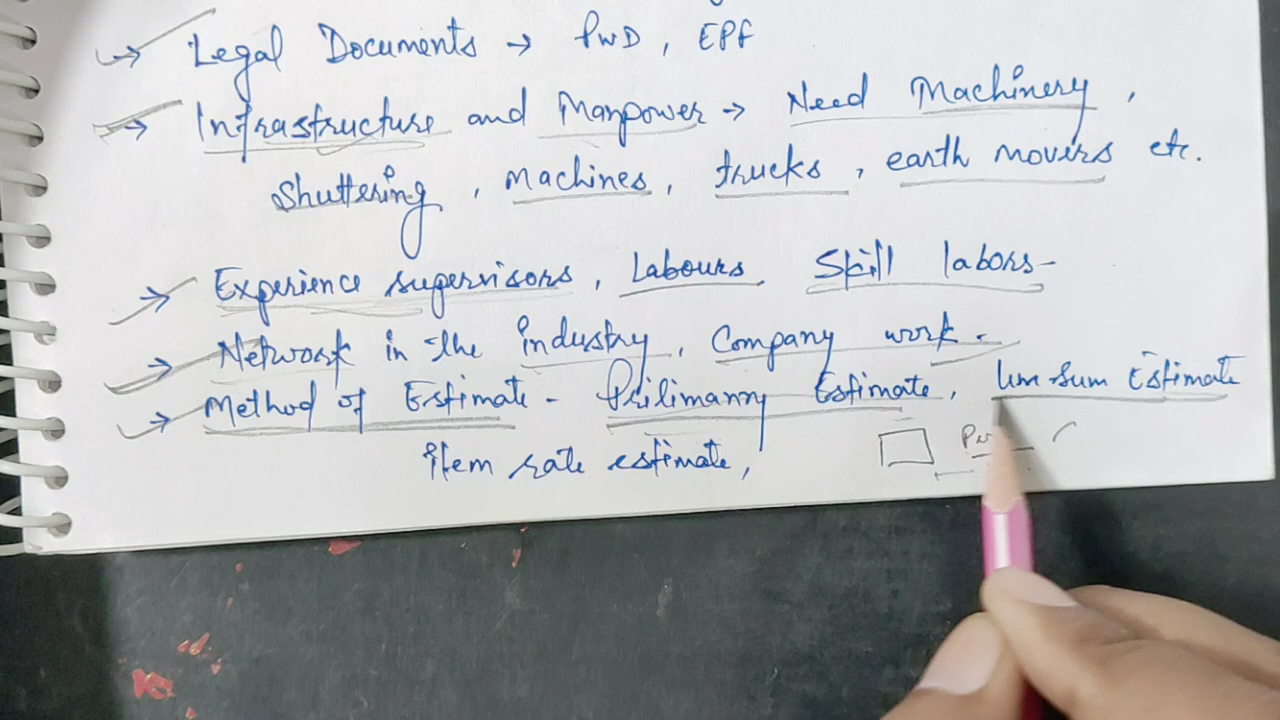 → Legal Documents → PWD, EPF
→ Infrastructure and Manpower → Need Machinery,
Shuttering, Machines, trucks, earth movers etc.
→ Experience supervisors, Labours, Skill labors-
→ Network in the industry, Company work-
→ Method of Estimate - Prilimanry Estimate, Lum sum Estimate
item rate estimate,